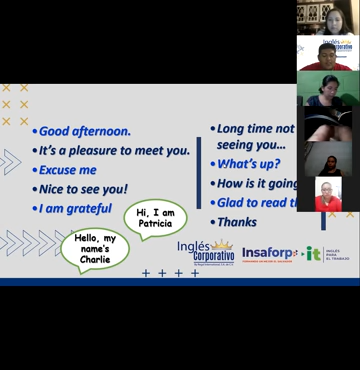 • Good afternoon.
• It's a pleasure to meet you.
• Excuse me
• Nice to see you!
• I am grateful
• Long time not
seeing you...
• What's up?
• How is it going
• Glad to read
• Thanks
Hi, I am
Patricia
Hello, my
name's
Charlie
Inglés
Corporativo
Insaforp
it
INGLÉS
PARA
EL TRABAJO